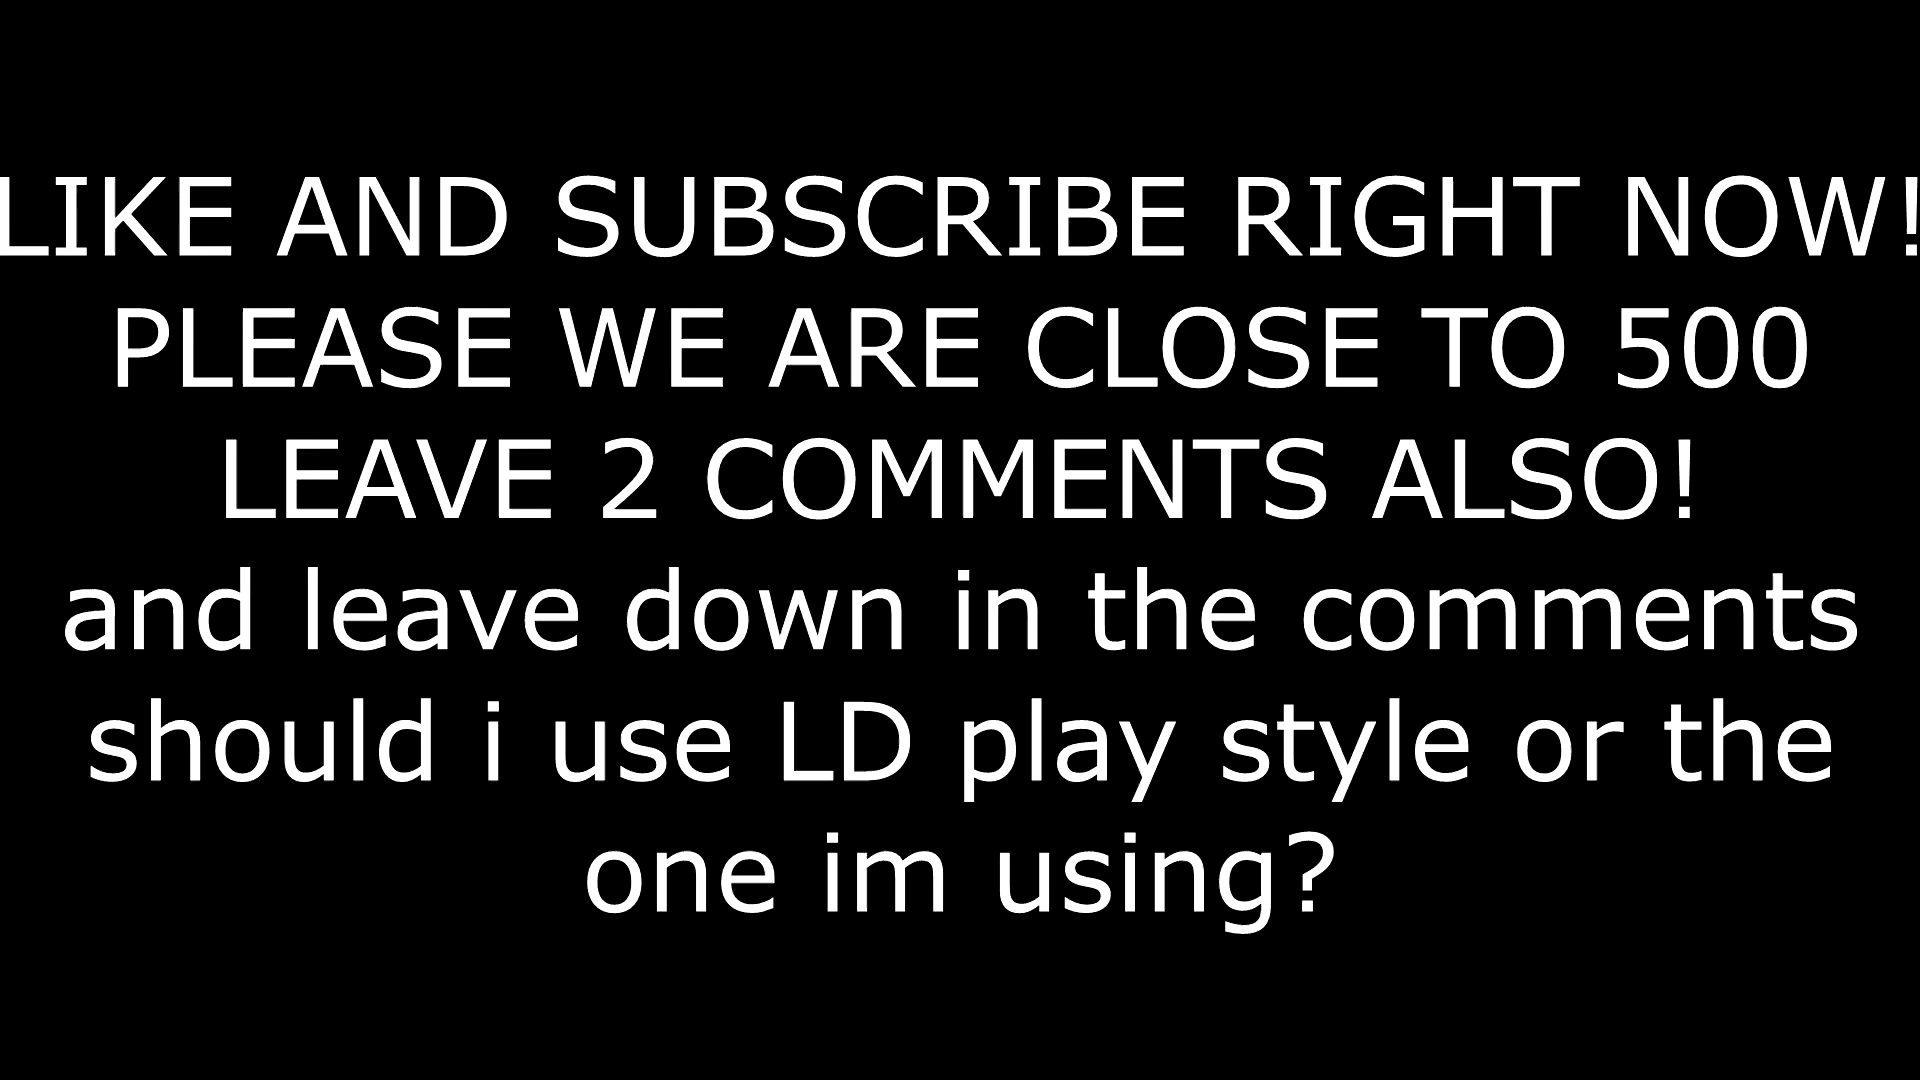 LIKE AND SUBSCRIBE RIGHT NOW!
PLEASE WE ARE CLOSE TO 500
LEAVE 2 COMMENTS ALSO!
and leave down in the comments
should i use LD play style or the
one im using?